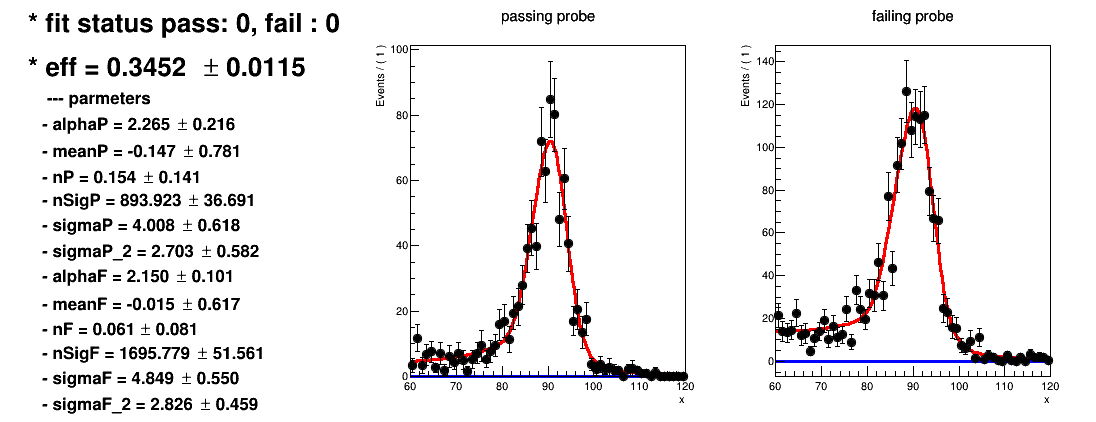 * fit status pass: 0, fail : 0
* eff = 0.3452 ± 0.0115
--- parmeters
- alphaP = 2.265 ± 0.216
- meanP = -0.147 ± 0.781
- nP = 0.154 ± 0.141
- nSigP = 893.923 ± 36.691
- sigmaP = 4.008 ± 0.618
- sigmaP_2 = 2.703 ± 0.582
- alphaF = 2.150 ± 0.101
- meanF = -0.015 ± 0.617
- nF = 0.061 ± 0.081
- nSigF = 1695.779 ± 51.561
- sigmaF = 4.849 ± 0.550
- sigmaF_2 = 2.826 ± 0.459
passing probe
Events / ( 1 )
100
80
60
40
20
0
60 70 80 90 100 110 120
x
failing probe
Events / ( 1 )
140
120
100
80
60
40
20
0
60 70 80 90 100 110 120
x